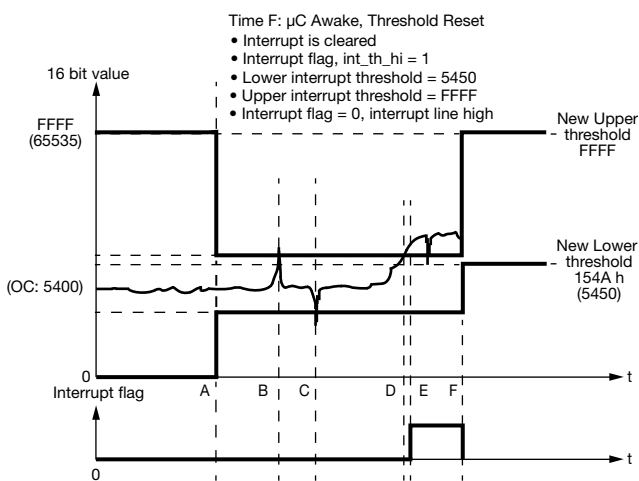 Time F: µC Awake, Threshold Reset
• Interrupt is cleared
• Interrupt flag, int_th_hi = 1
• Lower interrupt threshold = 5450
• Upper interrupt threshold = FFFF
• Interrupt flag = 0, interrupt line high
16 bit value
FFFF
(65535)
New Upper
threshold
FFFF
(OC: 5400)
New Lower
threshold
154A h
(5450)
0
A B C D E F
t
Interrupt flag
t
0